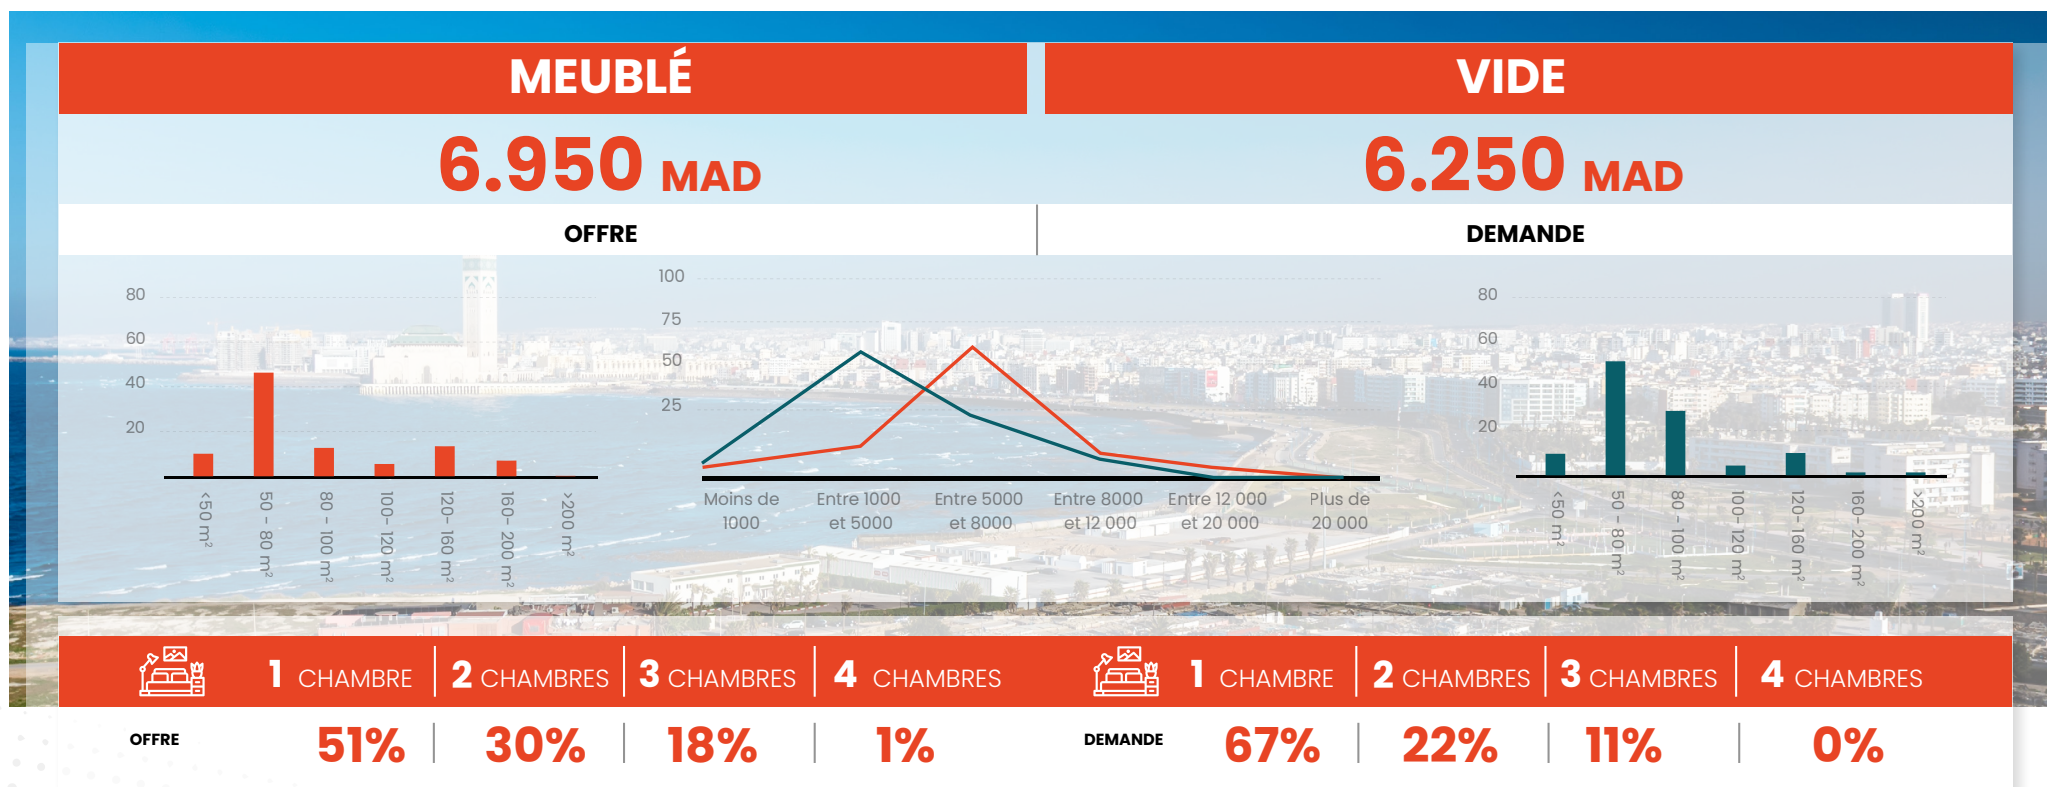 MEUBLÉ
VIDE
6.950 MAD
6.250 MAD
OFFRE
DEMANDE
80
60
40
20
<50 m²
50 - 80 m²
80 - 100 m²
100- 120 m²
120- 160 m²
160- 200 m²
>200 m²
100
75
50
25
Moins de
1000
Entre 1000
et 5000
Entre 5000
et 8000
Entre 8000
et 12 000
Entre 12 000
et 20 000
Plus de
20 000
80
60
40
20
<50 m²
50 - 80 m²
80 - 100 m²
100- 120 m²
120- 160 m²
160- 200 m²
>200 m²
1 CHAMBRE
2 CHAMBRES
3 CHAMBRES
4 CHAMBRES
1 CHAMBRE
2 CHAMBRES
3 CHAMBRES
4 CHAMBRES
OFFRE
51%
30%
18%
1%
DEMANDE
67%
22%
11%
0%